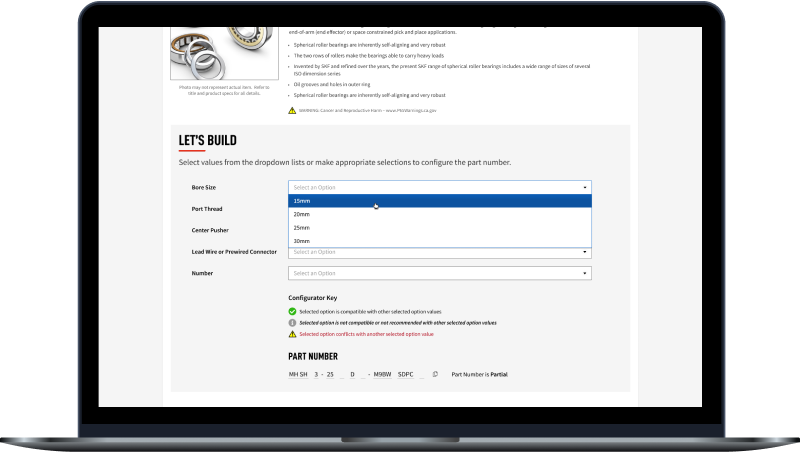 end-of-arm (end effector) or space constrained pick and place applications.
• Spherical roller bearings are inherently self-aligning and very robust
• The two rows of rollers make the bearings able to carry heavy loads
• Invented by SKF and refined over the years, the present SKF range of spherical roller bearings includes a wide range of sizes of several
ISO dimension series
• Oil grooves and holes in outer ring
• Spherical roller bearings are inherently self-aligning and very robust
Photo may not represent actual item. Refer to
title and product specs for all details.
WARNING: Cancer and Reproductive Harm - www.P65Warnings.ca.gov
LET'S BUILD
Select values from the dropdown lists or make appropriate selections to configure the part number.
Bore Size
Select an Option
15mm
Port Thread
20mm
25mm
Center Pusher
30mm
Lead Wire or Prewired Connector
Select an Option
Number
Select an Option
Configurator Key
Selected option is compatible with other selected option values
Selected option is not compatible or not recommended with other selected option values
Selected option conflicts with another selected option value
PART NUMBER
MH SH 3 - 25 D - M9BW SDPC
Part Number is Partial